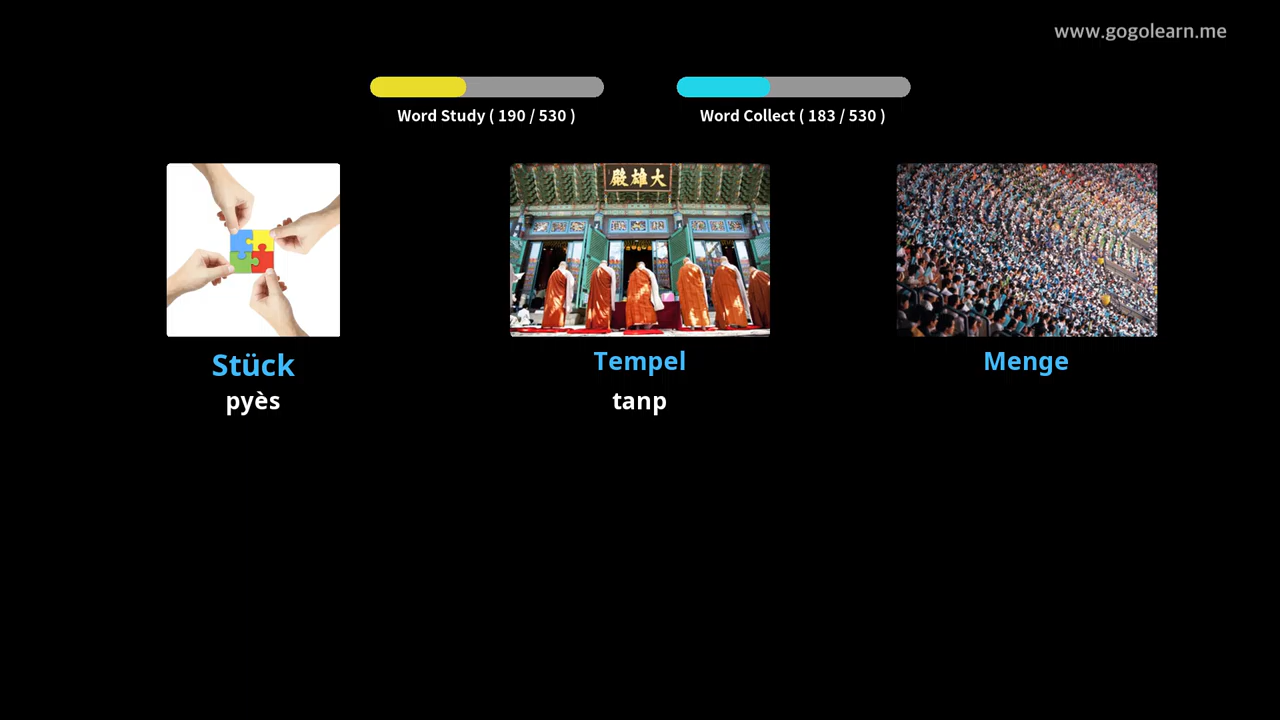 www.gogolearn.me
Word Study ( 190 / 530 )
Word Collect ( 183 / 530 )
殿雄大
Stück
pyès
Tempel
tanp
Menge